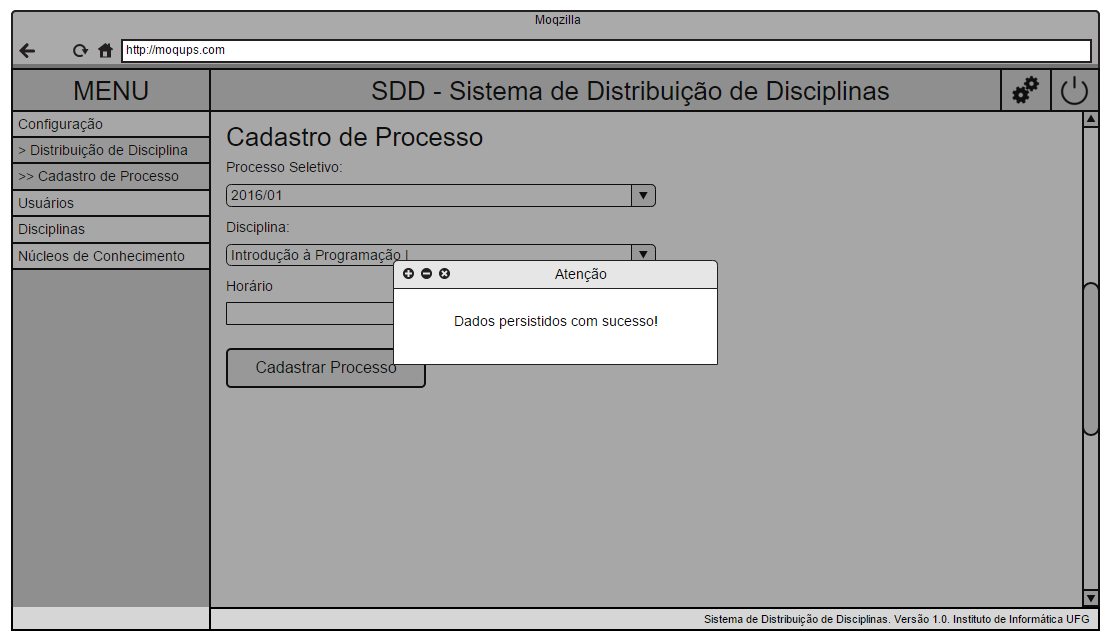 Moqzilla
http://moqups.com
MENU
SDD - Sistema de Distribuição de Disciplinas
Configuração
> Distribuição de Disciplina
>> Cadastro de Processo
Usuários
Disciplinas
Núcleos de Conhecimento
Cadastro de Processo
Processo Seletivo:
2016/01
Disciplina:
Introdução à Programação I
Horário
Atenção
Dados persistidos com sucesso!
Cadastrar Processo
Sistema de Distribuição de Disciplinas. Versão 1.0. Instituto de Informática UFG